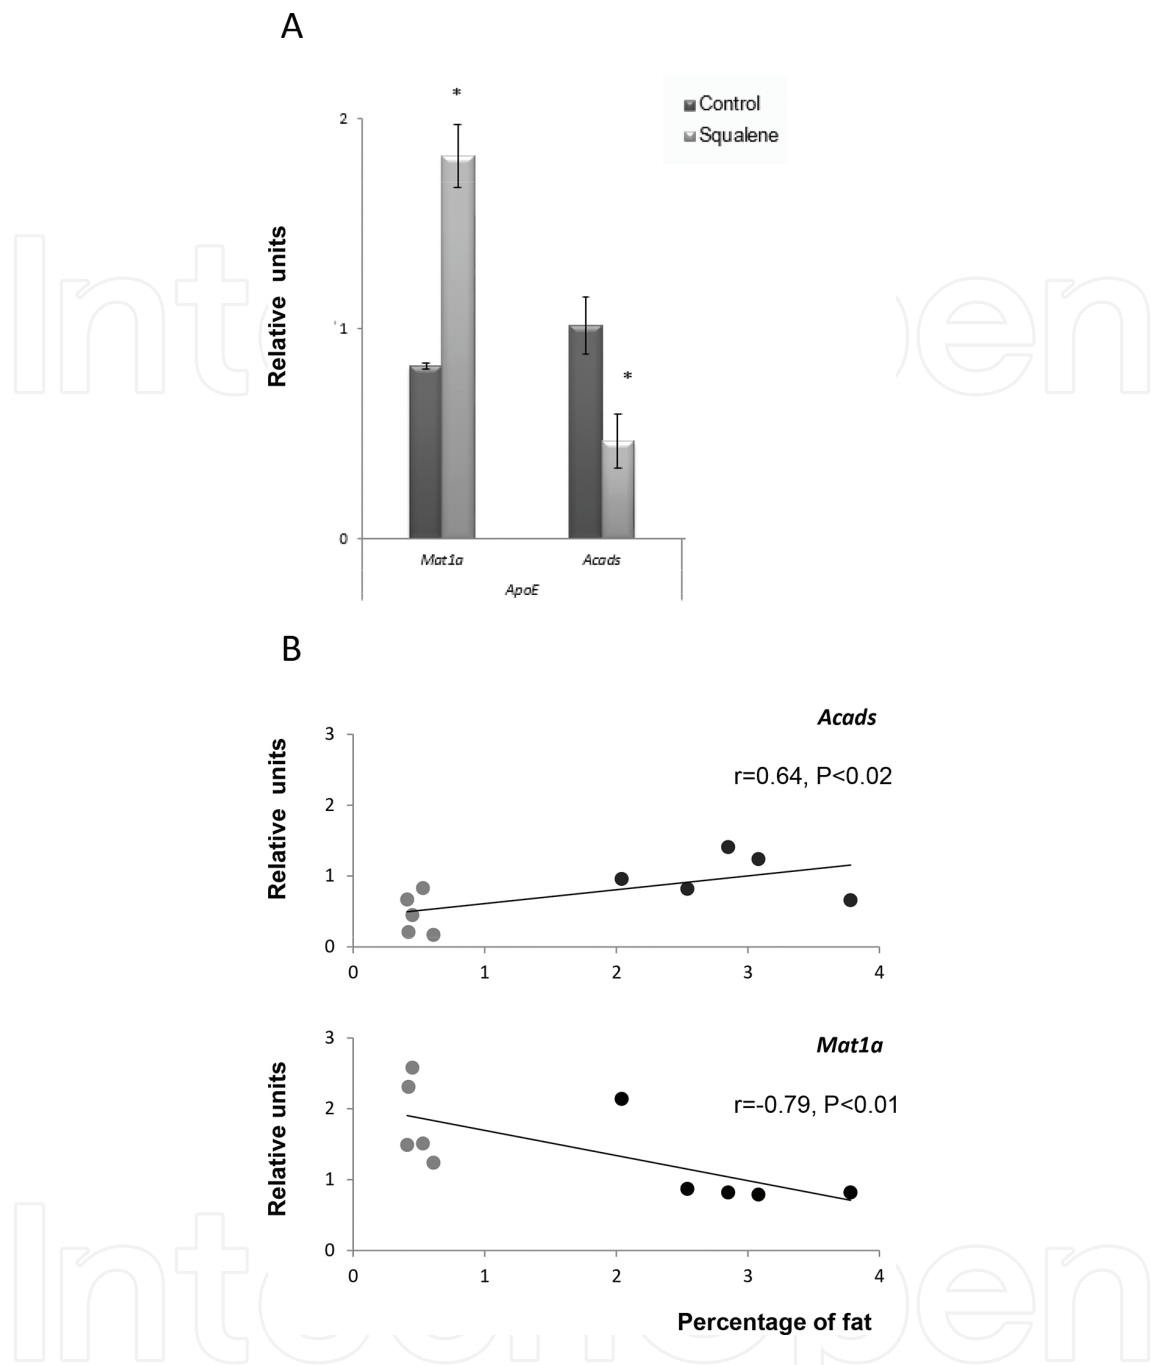 A
*
Control
Squalene
2
Relative units
1
*
0
Mat1a
Acads
ApoE
B
Acads
r=0.64, P<0.02
Relative units
3
2
1
0
0 1 2 3 4
Mat1a
r=-0.79, P<0.01
Relative units
3
2
1
0
0 1 2 3 4
Percentage of fat
IntechOpen
IntechOpen